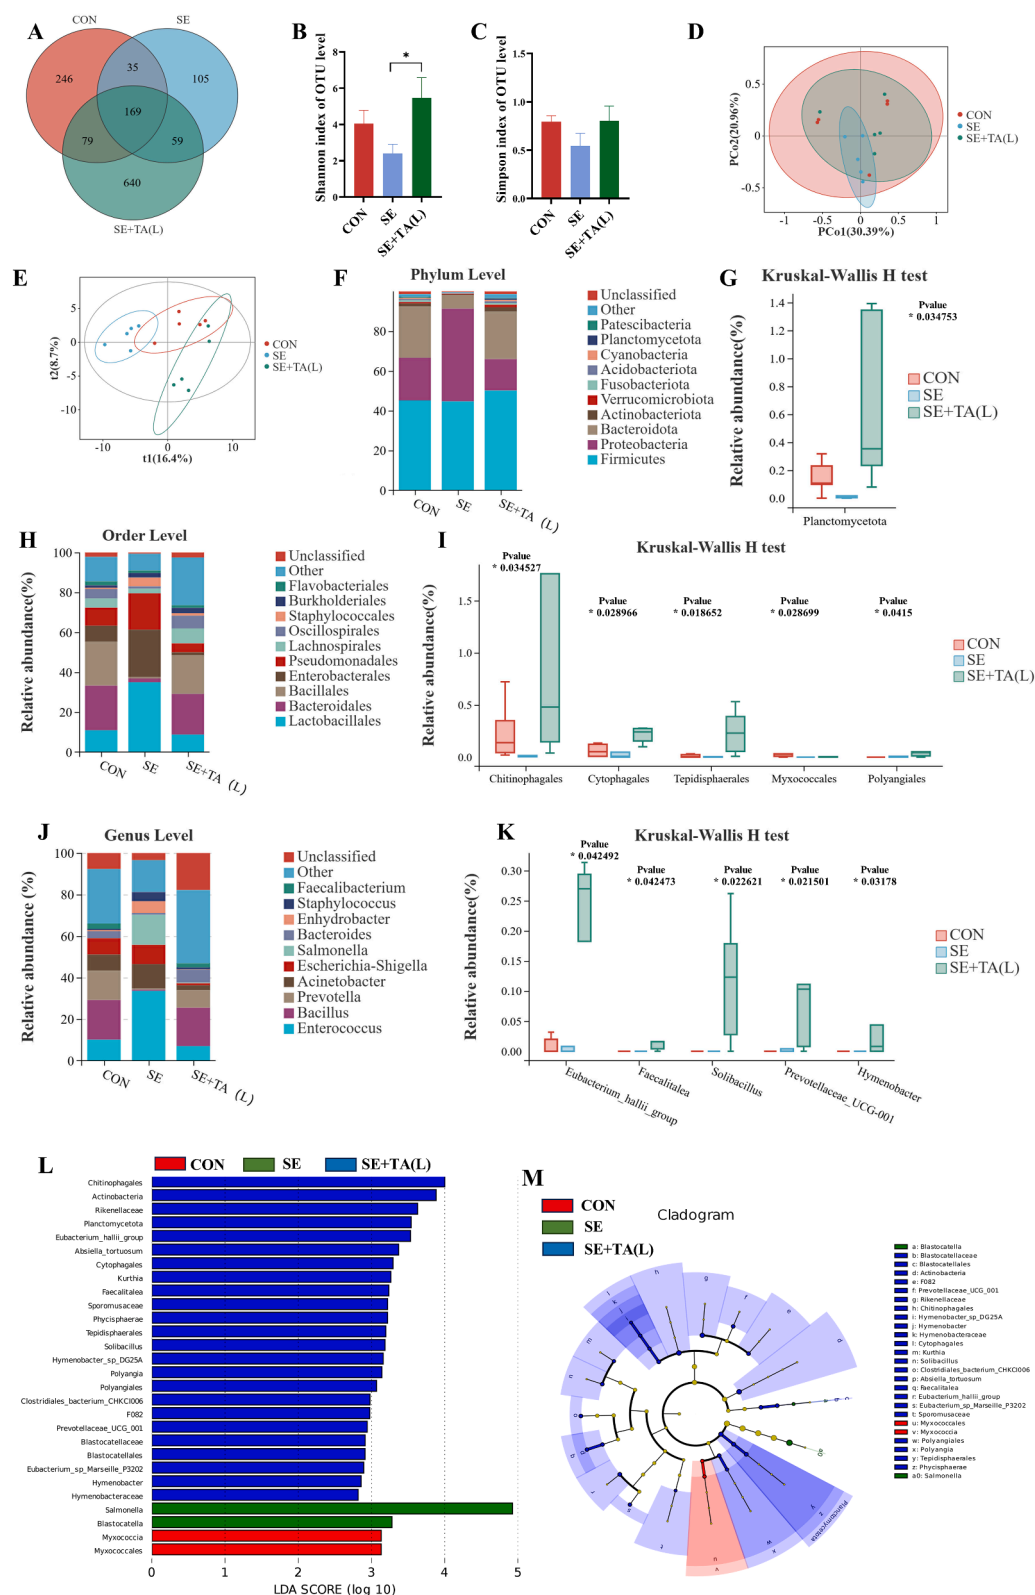 A
CON
SE
246
35
105
169
79
59
640
SE+TA(L)
B
Shannon index of OTU level
8
6
4
2
0
*
CON
SE
SE+TA(L)
C
Simpson index of OTU level
1.5
1.0
0.5
0.0
CON
SE
SE+TA(L)
D
PCo2(20.96%)
0.5
0
-0.5
-1
-0.5
0
0.5
1
PCo1(30.39%)
CON
SE
SE+TA(L)
E
t2(8.7%)
5
0
-5
-10
-10
0
10
t1(16.4%)
CON
SE
SE+TA(L)
F
Phylum Level
Relative abundance(%)
80
60
40
20
0
CON
SE
SE+TA (L)
Unclassified
Other
Patescibacteria
Planctomycetota
Cyanobacteria
Acidobacteriota
Fusobacteriota
Verrucomicrobiota
Actinobacteriota
Bacteroidota
Proteobacteria
Firmicutes
G
Kruskal-Wallis H test
Relative abundance(%)
1.4
1.2
1.0
0.8
0.6
0.4
0.2
0.0
Pvalue
* 0.034753
CON
SE
SE+TA(L)
Planctomycetota
H
Order Level
Relative abundance(%)
100
80
60
40
20
0
CON
SE
SE+TA (L)
Unclassified
Other
Flavobacteriales
Burkholderiales
Staphylococcales
Oscillospirales
Lachnospirales
Pseudomonadales
Enterobacterales
Bacillales
Bacteroidales
Lactobacillales
I
Kruskal-Wallis H test
Relative abundance(%)
1.5
1.0
0.5
0.0
Pvalue
* 0.034527
Pvalue
* 0.028966
Pvalue
* 0.018652
Pvalue
* 0.028699
Pvalue
* 0.0415
CON
SE
SE+TA(L)
Chitinophagales
Cytophagales
Tepidisphaerales
Myxococcales
Polyangiales
J
Genus Level
Relative abundance (%)
100
80
60
40
20
0
CON
SE
SE+TA (L)
Unclassified
Other
Faecalibacterium
Staphylococcus
Enhydrobacter
Bacteroides
Salmonella
Escherichia-Shigella
Acinetobacter
Prevotella
Bacillus
Enterococcus
K
Kruskal-Wallis H test
Relative abundance(%)
0.30
0.25
0.20
0.15
0.10
0.05
0.00
Pvalue
* 0.042492
Pvalue
* 0.042473
Pvalue
* 0.022621
Pvalue
* 0.021501
Pvalue
* 0.03178
CON
SE
SE+TA(L)
Eubacterium_hallii_group
Faecalitalea
Solibacillus
Prevotellaceae_UCG-001
Hymenobacter
L
CON
SE
SE+TA(L)
Chitinophagales
Actinobacteria
Rikenellaceae
Planctomycetota
Eubacterium_hallii_group
Absiella_tortuosum
Cytophagales
Kurthia
Faecalitalea
Sporomusaceae
Phycisphaerae
Tepidisphaerales
Solibacillus
Hymenobacter_sp_DG25A
Polyangia
Polyangiales
Clostridiales_bacterium_CHKCI006
F082
Prevotellaceae_UCG_001
Blastocatellaceae
Blastocatellales
Eubacterium_sp_Marseille_P3202
Hymenobacter
Hymenobacteraceae
Salmonella
Blastocatella
Myxococcia
Myxococcales
0
1
2
3
4
5
LDA SCORE (log 10)
M
CON
SE
SE+TA(L)
Cladogram
Planctomycetota
a: Blastocatella
b: Blastocatellaceae
c: Blastocatellales
d: Actinobacteria
e: F082
f: Prevotellaceae_UCG_001
g: Rikenellaceae
h: Chitinophagales
i: Hymenobacter_sp_DG25A
j: Hymenobacter
k: Hymenobacteraceae
l: Cytophagales
m: Kurthia
n: Solibacillus
o: Clostridiales_bacterium_CHKCI006
p: Absiella_tortuosum
q: Faecalitalea
r: Eubacterium_hallii_group
s: Eubacterium_sp_Marseille_P3202
t: Sporomusaceae
u: Myxococcales
v: Myxococcia
w: Polyangiales
x: Polyangia
y: Tepidisphaerales
z: Phycisphaerae
a0: Salmonella